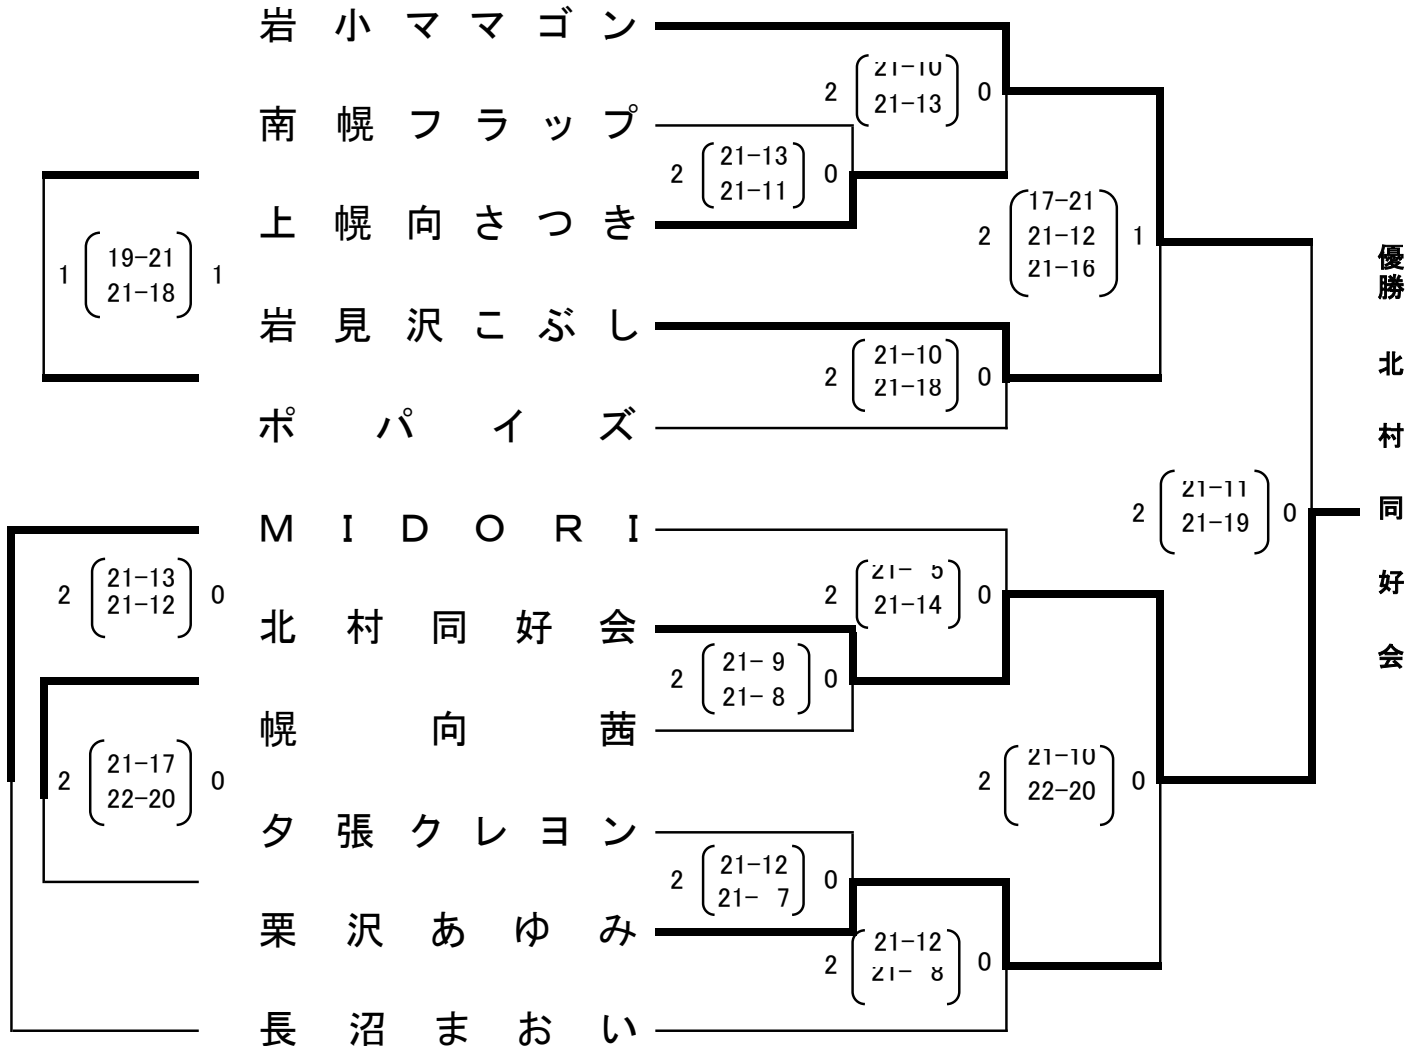 岩小ママゴン
2 21-10 0
21-13
南幌フラップ
2 21-13 0
21-11
上幌向さつき
17-21
2 21-12 1
21-16
19-21
1 1
21-18
岩見沢こぶし
2 21-10 0
21-18
ポパイズ
優勝 北村同好会
MIDORI
2 21-11 0
21-19
2 21-13 0
21-12
2 21- 5 0
21-14
北村同好会
2 21- 9 0
21- 8
幌向茜
2 21-17 0
22-20
2 21-10 0
22-20
夕張クレヨン
2 21-12 0
21- 7
栗沢あゆみ
2 21-12 0
21- 8
長沼まおい